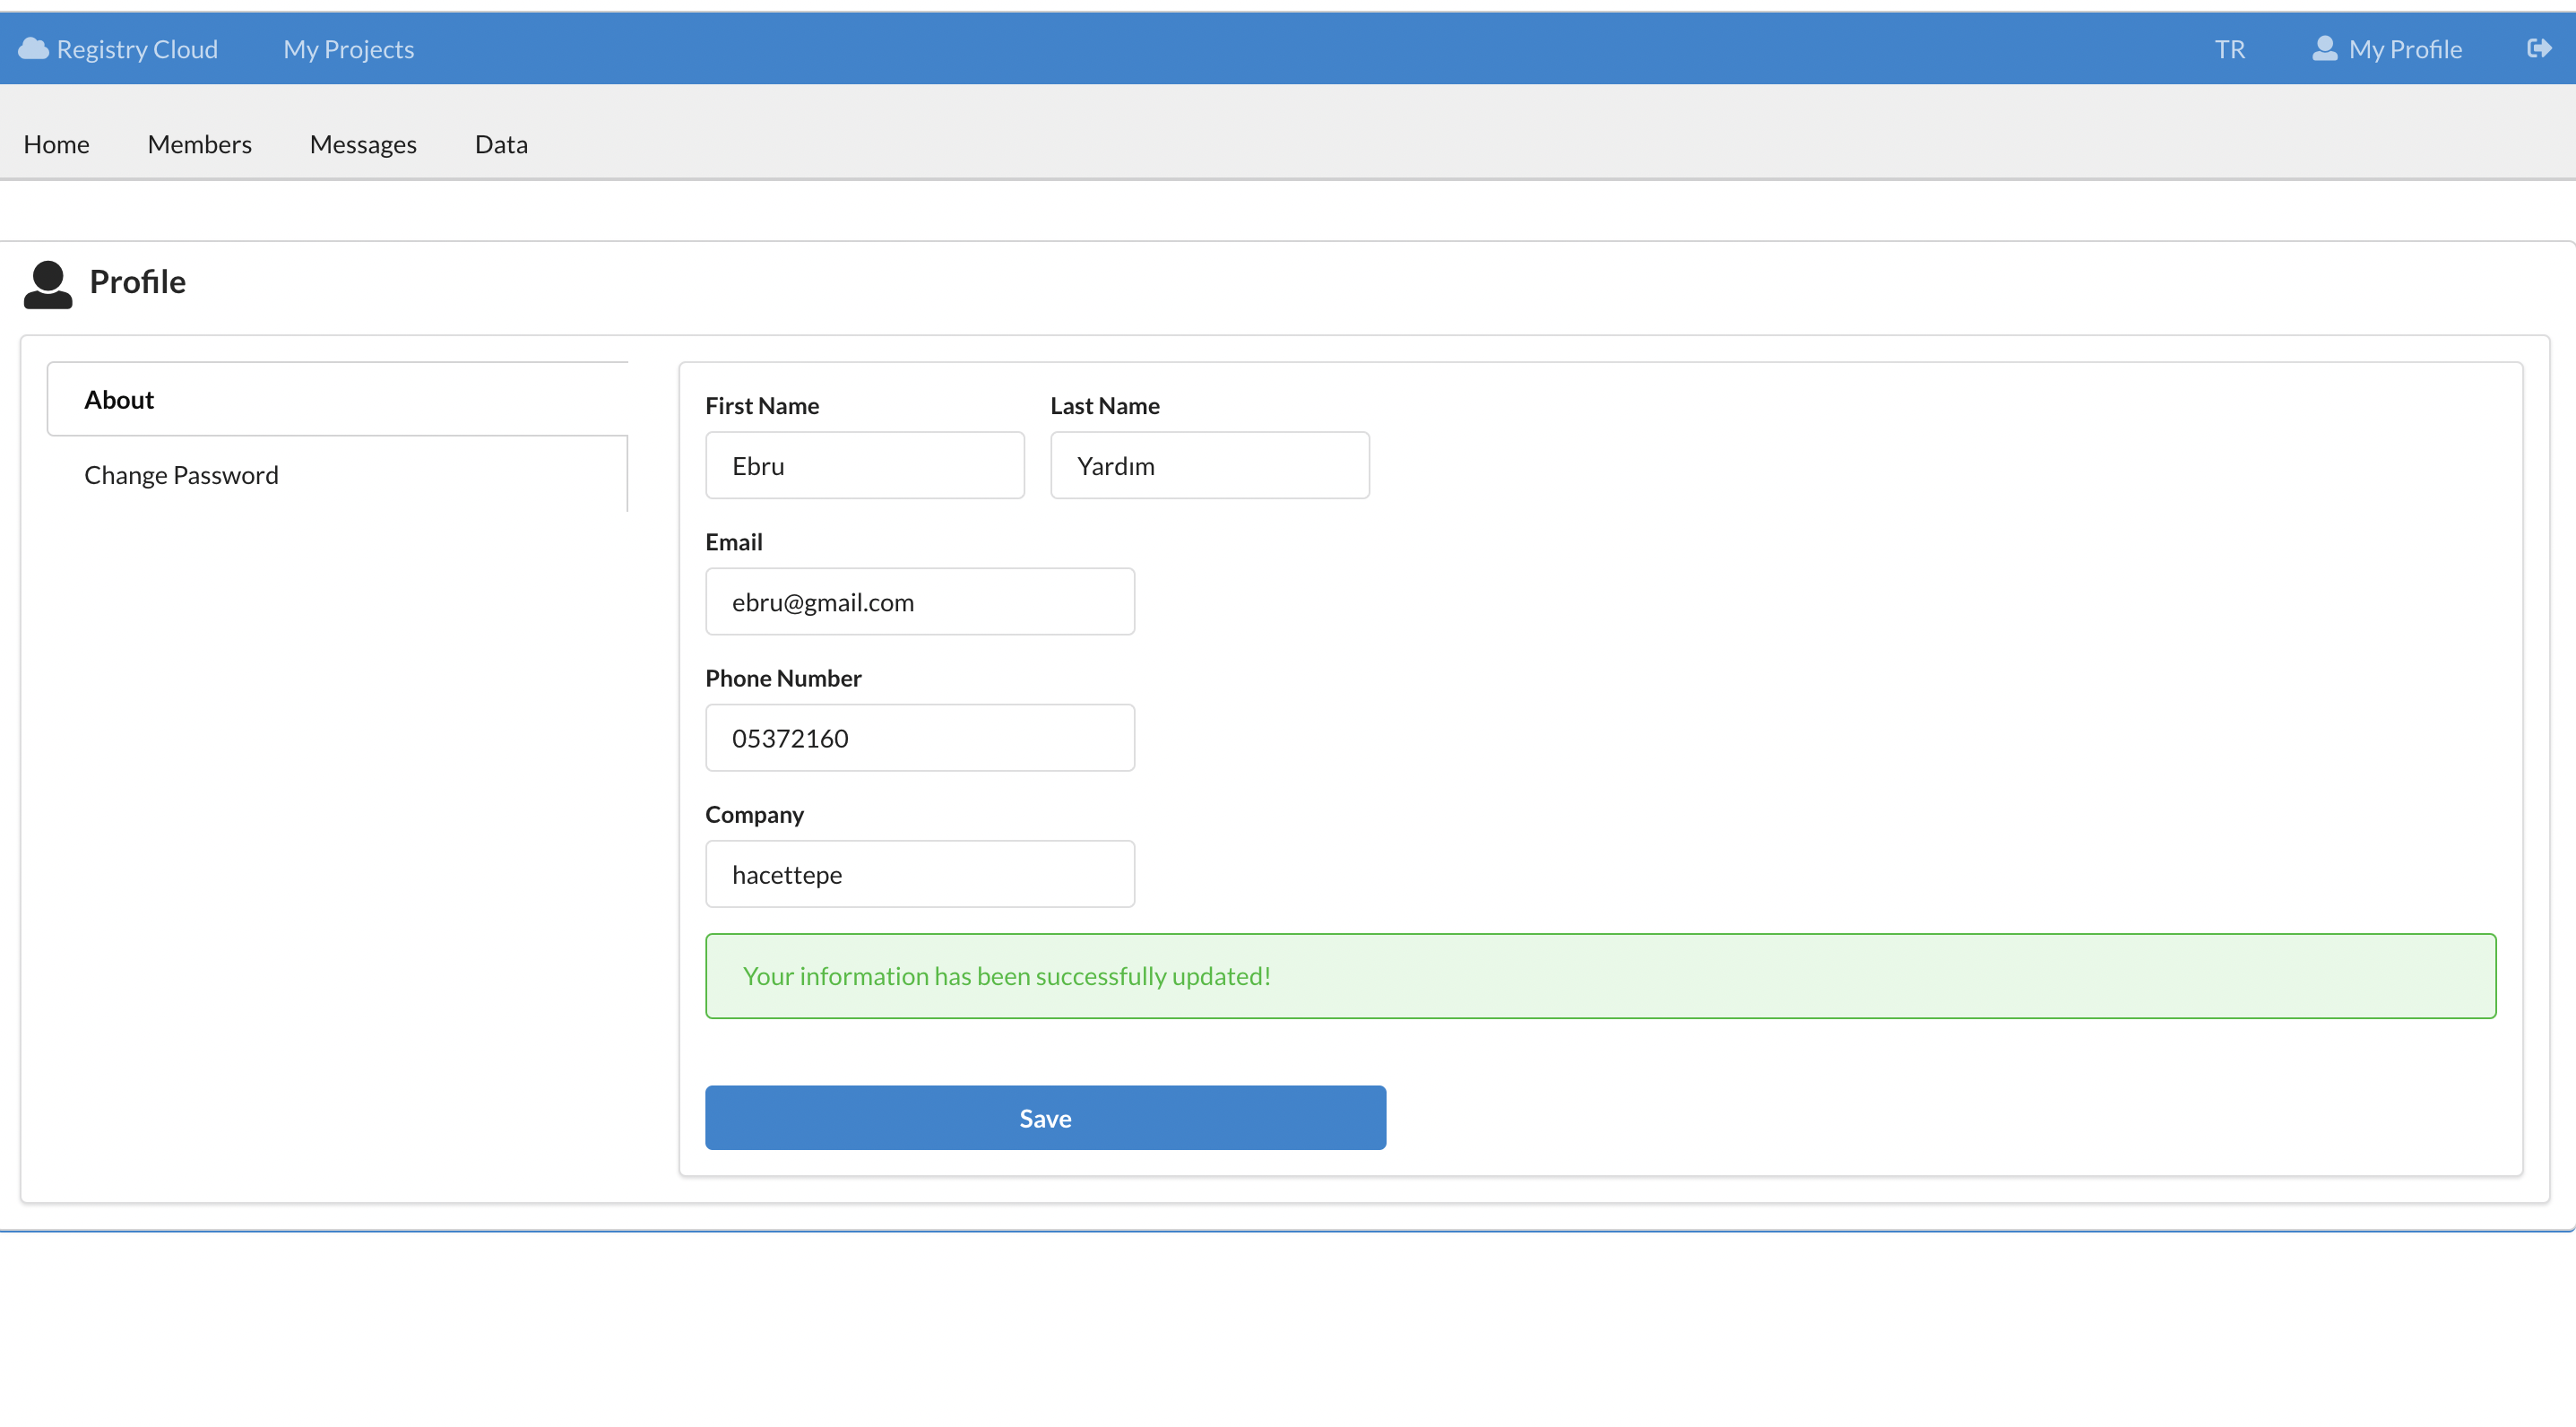 Registry Cloud My Projects TR My Profile
Home Members Messages Data
Profile
About
Change Password
First Name Last Name
Ebru Yardım
Email
ebru@gmail.com
Phone Number
05372160
Company
hacettepe
Your information has been successfully updated!
Save